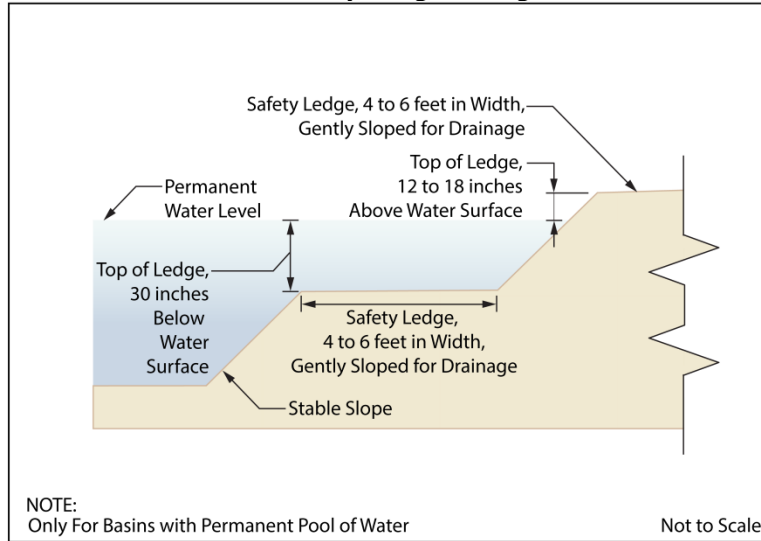 Safety Ledge, 4 to 6 feet in Width,
Gently Sloped for Drainage
Top of Ledge,
12 to 18 inches
Above Water Surface
Permanent
Water Level
Top of Ledge,
30 inches
Below
Water
Surface
Safety Ledge,
4 to 6 feet in Width,
Gently Sloped for Drainage
Stable Slope
NOTE:
Only For Basins with Permanent Pool of Water
Not to Scale